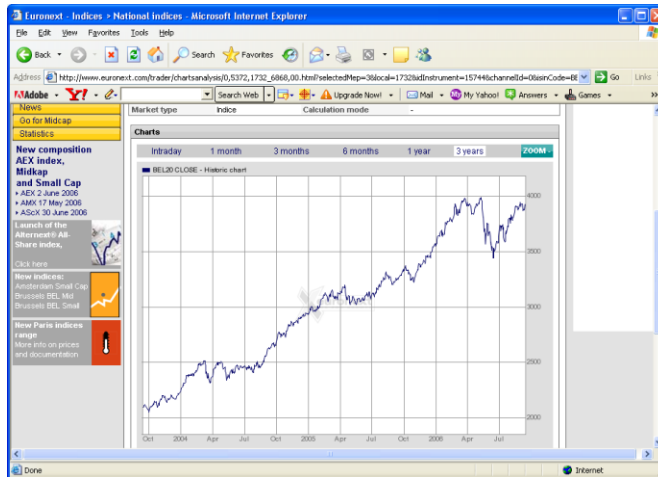 Euronext - Indices > National indices - Microsoft Internet Explorer
File Edit View Favorites Tools Help
Back Search Favorites
Address http://www.euronext.com/trader/chartsanalysis/0,5372,1732_6868,00.html?selectedMep=3&local=1732&idInstrument=15744&channelId=0&isinCode=BE Go Links
Adobe Y! Search Web Upgrade Now! Mail My Yahoo! Answers Games »
News
Go for Midcap
Statistics
New composition
AEX index,
Midkap
and Small Cap
AEX 2 June 2006
AMX 17 May 2006
AScX 30 June 2006
Launch of the
Alternext® All-
Share index,
Click here
New indices:
Amsterdam Small Cap
Brussels BEL Mid
Brussels BEL Small
New Paris indices
range
More info on prices
and documentation
Market type Indice Calculation mode -
Charts
Intraday 1 month 3 months 6 months 1 year 3 years ZOOM
BEL20 CLOSE - Historic chart
4000
3500
3000
2500
2000
Oct 2004 Apr Jul Oct 2005 Apr Jul Oct 2006 Apr Jul
Done Internet